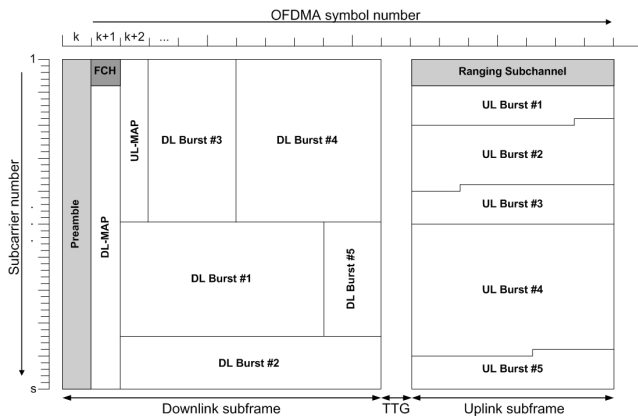 OFDMA symbol number
k k+1 k+2 ...
1
FCH
Ranging Subchannel
UL Burst #1
UL-MAP
DL Burst #3
DL Burst #4
UL Burst #2
Subcarrier number
.
.
Preamble
DL-MAP
UL Burst #3
DL Burst #1
DL Burst #5
UL Burst #4
DL Burst #2
UL Burst #5
s
Downlink subframe
TTG
Uplink subframe